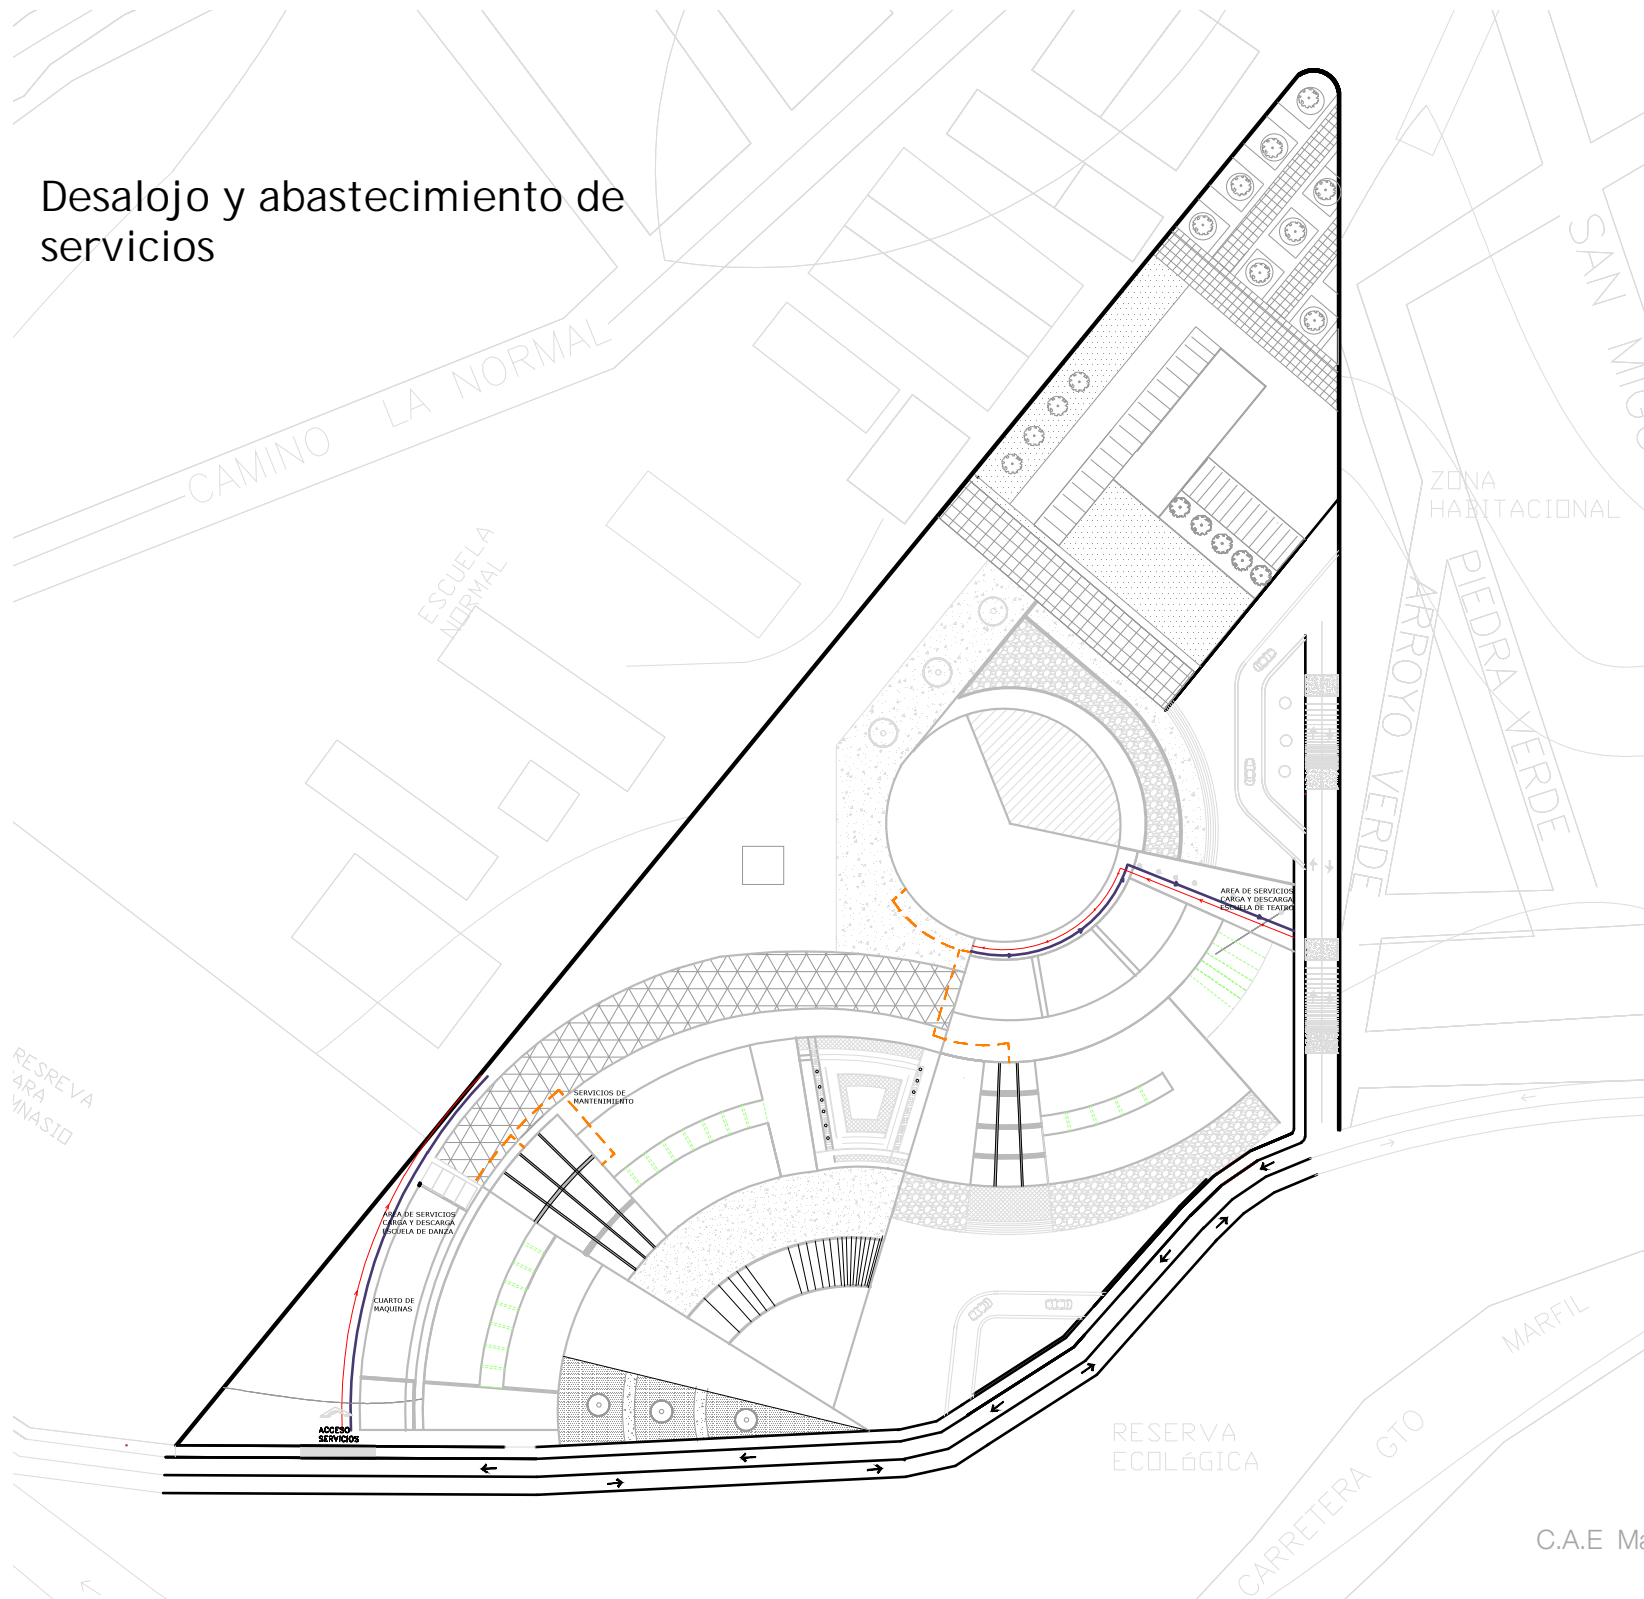 Desalojo y abastecimiento de
servicios
CAMINO LA NORMAL
SAN
ZONA
HABITACIONAL
ESCUELA
NORMAL
ARROYO VERDE
PIEDRA VERDE
AREA DE SERVICIOS
CARGA Y DESCARGA
ESCUELA DE TEATRO
RESREVA
SERVICIOS DE
MANTENIMIENTO
AREA DE SERVICIOS
CARGA Y DESCARGA
ESCUELA DE DANZA
CUARTO DE
MAQUINAS
ACCESO
SERVICIOS
RESERVA
ECOLóGICA
CARRETERA GTO
MARFIL
C.A.E